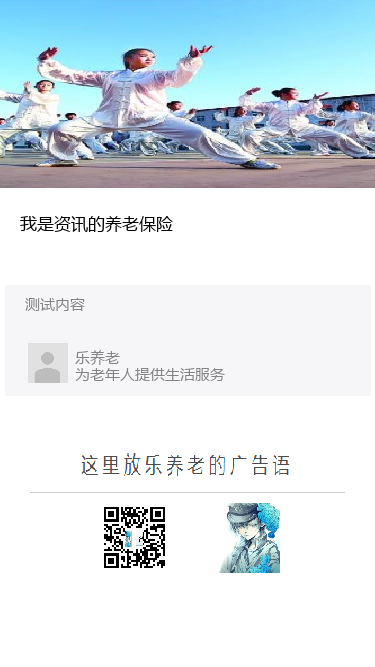 我是资讯的养老保险
测试内容
乐养老
为老年人提供生活服务
这里放乐养老的广告语